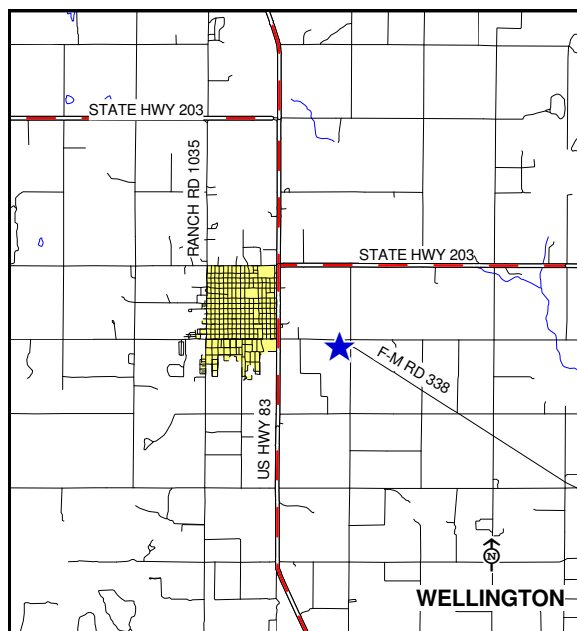 STATE HWY 203
RANCH RD 1035
STATE HWY 203
F-M RD 338
US HWY 83
N
WELLINGTON